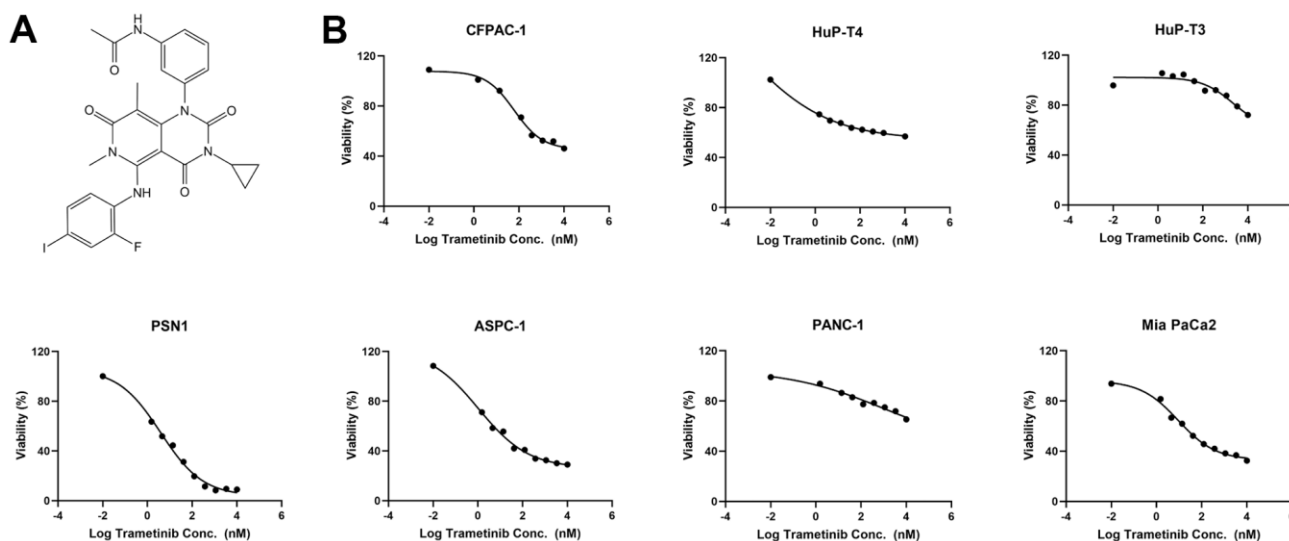 A
H
N
O
O
N
O
N
N
O
NH
I
F
B
CFPAC-1
120
80
40
0
-4
-2
0
2
4
6
Viability (%)
Log Trametinib Conc. (nM)
HuP-T4
120
80
40
0
-4
-2
0
2
4
6
Viability (%)
Log Trametinib Conc. (nM)
HuP-T3
120
80
40
0
-4
-2
0
2
4
6
Viability (%)
Log Trametinib Conc. (nM)
PSN1
120
80
40
0
-4
-2
0
2
4
6
Viability (%)
Log Trametinib Conc. (nM)
ASPC-1
120
80
40
0
-4
-2
0
2
4
6
Viability (%)
Log Trametinib Conc. (nM)
PANC-1
120
80
40
0
-4
-2
0
2
4
6
Viability (%)
Log Trametinib Conc. (nM)
Mia PaCa2
120
80
40
0
-4
-2
0
2
4
6
Viability (%)
Log Trametinib Conc. (nM)